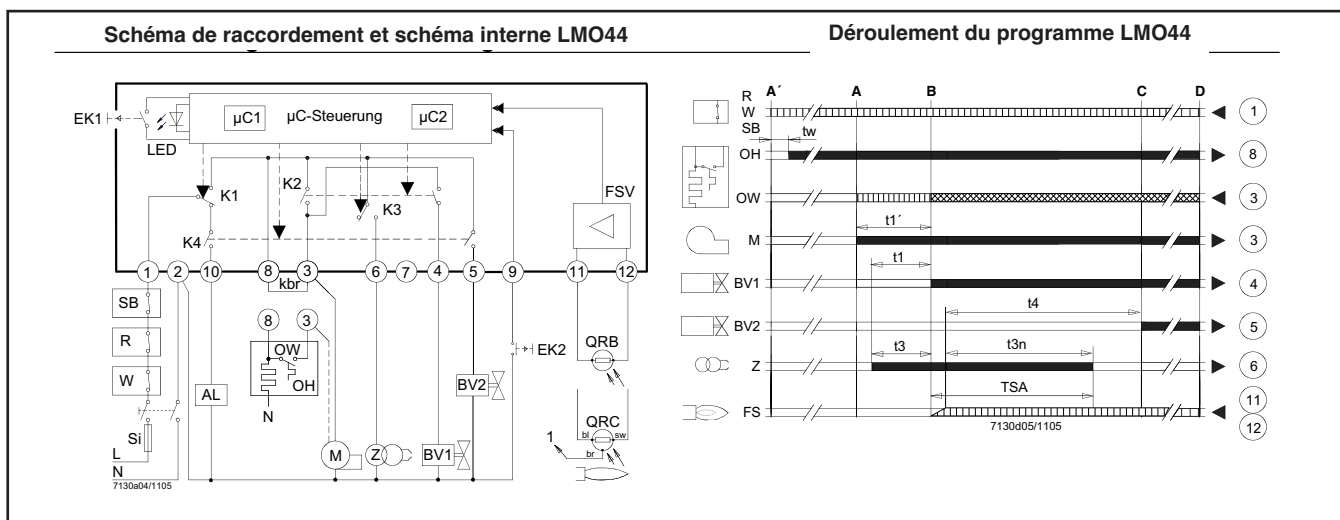 Schéma de raccordement et schéma interne LMO44
Déroulement du programme LMO44
EK1
LED
µC1
µC-Steuerung
µC2
K1
K2
K3
K4
FSV
1
2
10
8
3
6
7
4
5
9
11
12
kbr
SB
R
W
Si
L
N
7130a04/1105
AL
8
3
OW
OH
N
M
Z
BV1
BV2
EK2
QRB
QRC
bl
sw
br
1
A´
A
B
C
D
R
W
SB
1
tw
OH
8
OW
3
t1´
M
3
t1
BV1
4
t4
BV2
5
t3
t3n
Z
6
TSA
FS
11
12
7130d05/1105